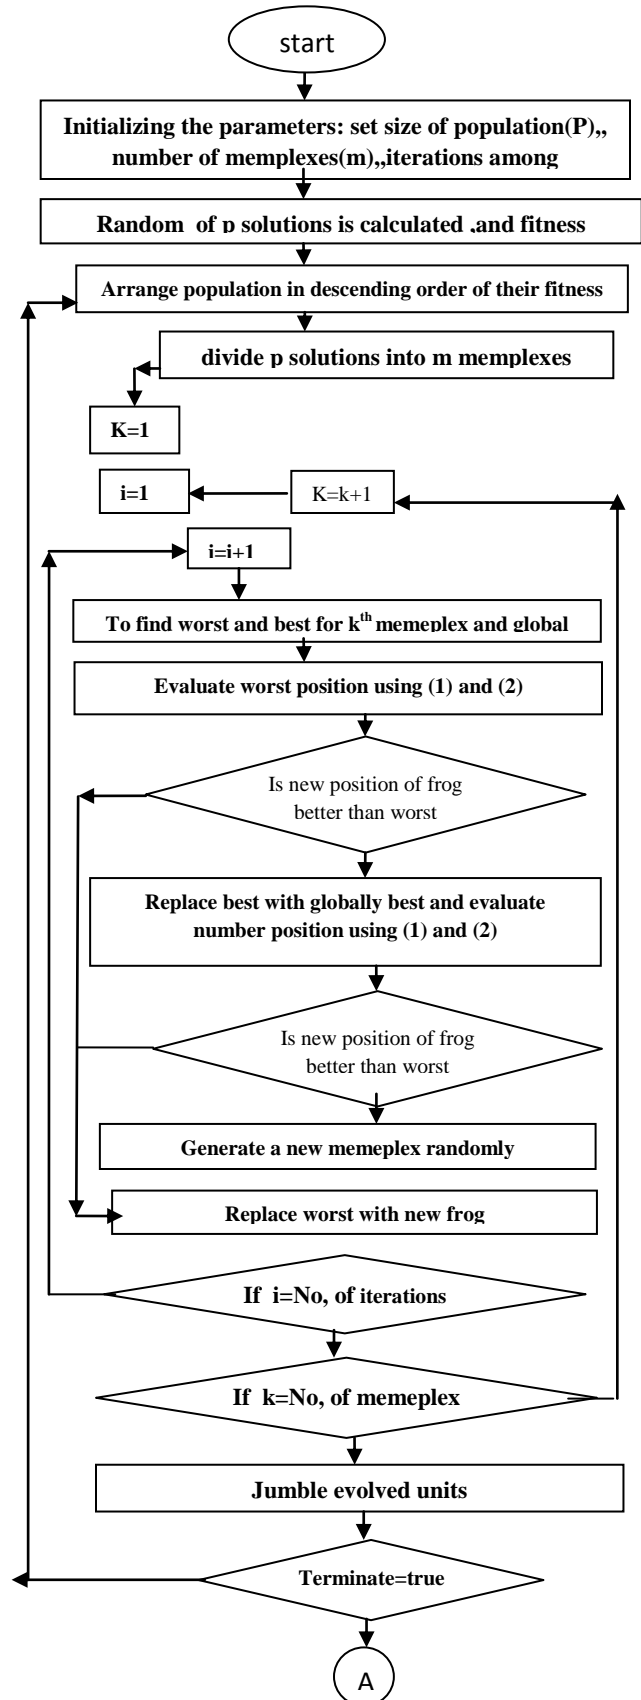 start
Initializing the parameters: set size of population(P),,
number of memplexes(m),,iterations among
Random of p solutions is calculated ,and fitness
Arrange population in descending order of their fitness
divide p solutions into m memplexes
K=1
i=1
K=k+1
i=i+1
To find worst and best for kth memeplex and global
Evaluate worst position using (1) and (2)
Is new position of frog
better than worst
Replace best with globally best and evaluate
number position using (1) and (2)
Is new position of frog
better than worst
Generate a new memeplex randomly
Replace worst with new frog
If i=No, of iterations
If k=No, of memeplex
Jumble evolved units
Terminate=true
A